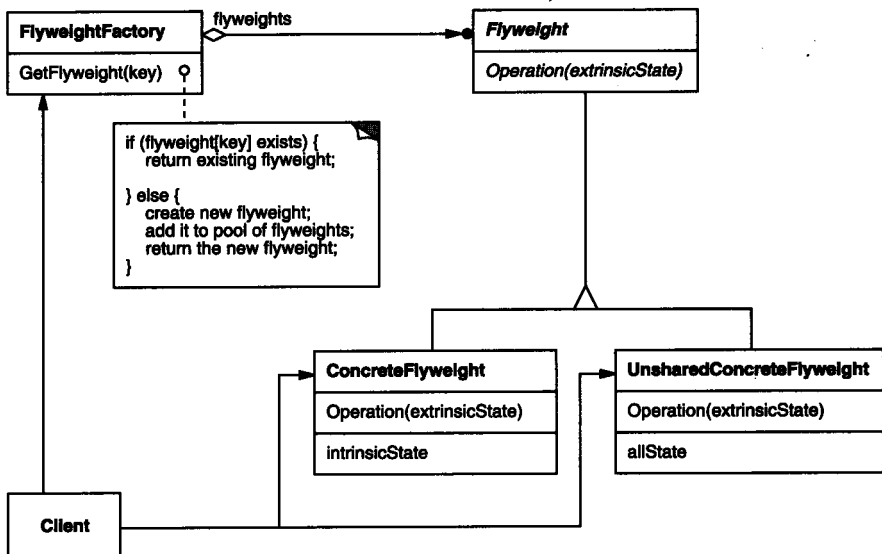 FlyweightFactory
flyweights
Flyweight
GetFlyweight(key)
Operation(extrinsicState)
if (flyweight[key] exists) {
return existing flyweight;
} else {
create new flyweight;
add it to pool of flyweights;
return the new flyweight;
}
ConcreteFlyweight
Operation(extrinsicState)
intrinsicState
UnsharedConcreteFlyweight
Operation(extrinsicState)
allState
Client